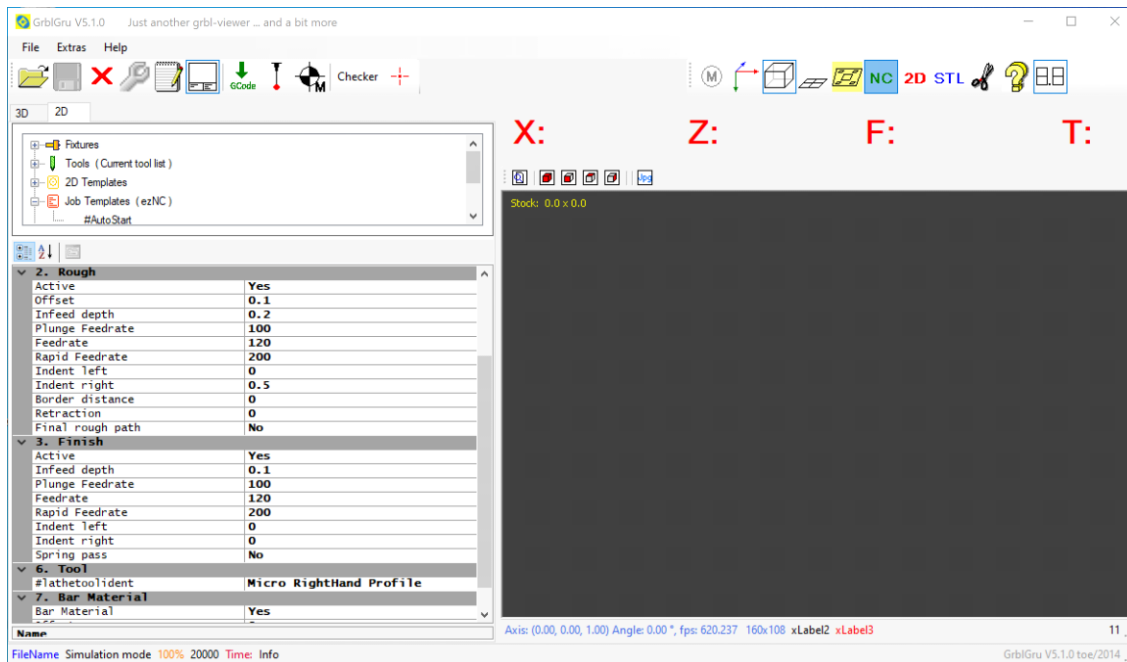 GrblGru V5.1.0 Just another grbl-viewer ... and a bit more
File Extras Help
GCode M Checker M NC 2D STL
3D 2D
X: Z: F: T:
Fixtures
Tools ( Current tool list )
2D Templates
Job Templates ( ezNC )
#AutoStart
Jpg
Stock: 0.0 x 0.0
2. Rough
Active Yes
Offset 0.1
Infeed depth 0.2
Plunge Feedrate 100
Feedrate 120
Rapid Feedrate 200
Indent left 0
Indent right 0.5
Border distance 0
Retraction 0
Final rough path No
3. Finish
Active Yes
Infeed depth 0.1
Plunge Feedrate 100
Feedrate 120
Rapid Feedrate 200
Indent left 0
Indent right 0
Spring pass No
6. Tool
#lathetoolident Micro RightHand Profile
7. Bar Material
Bar Material Yes
Name
Axis: (0.00, 0.00, 1.00) Angle: 0.00 °, fps: 620.237 160x108 xLabel2 xLabel3 11
FileName Simulation mode 100% 20000 Time: Info GrblGru V5.1.0 toe/2014